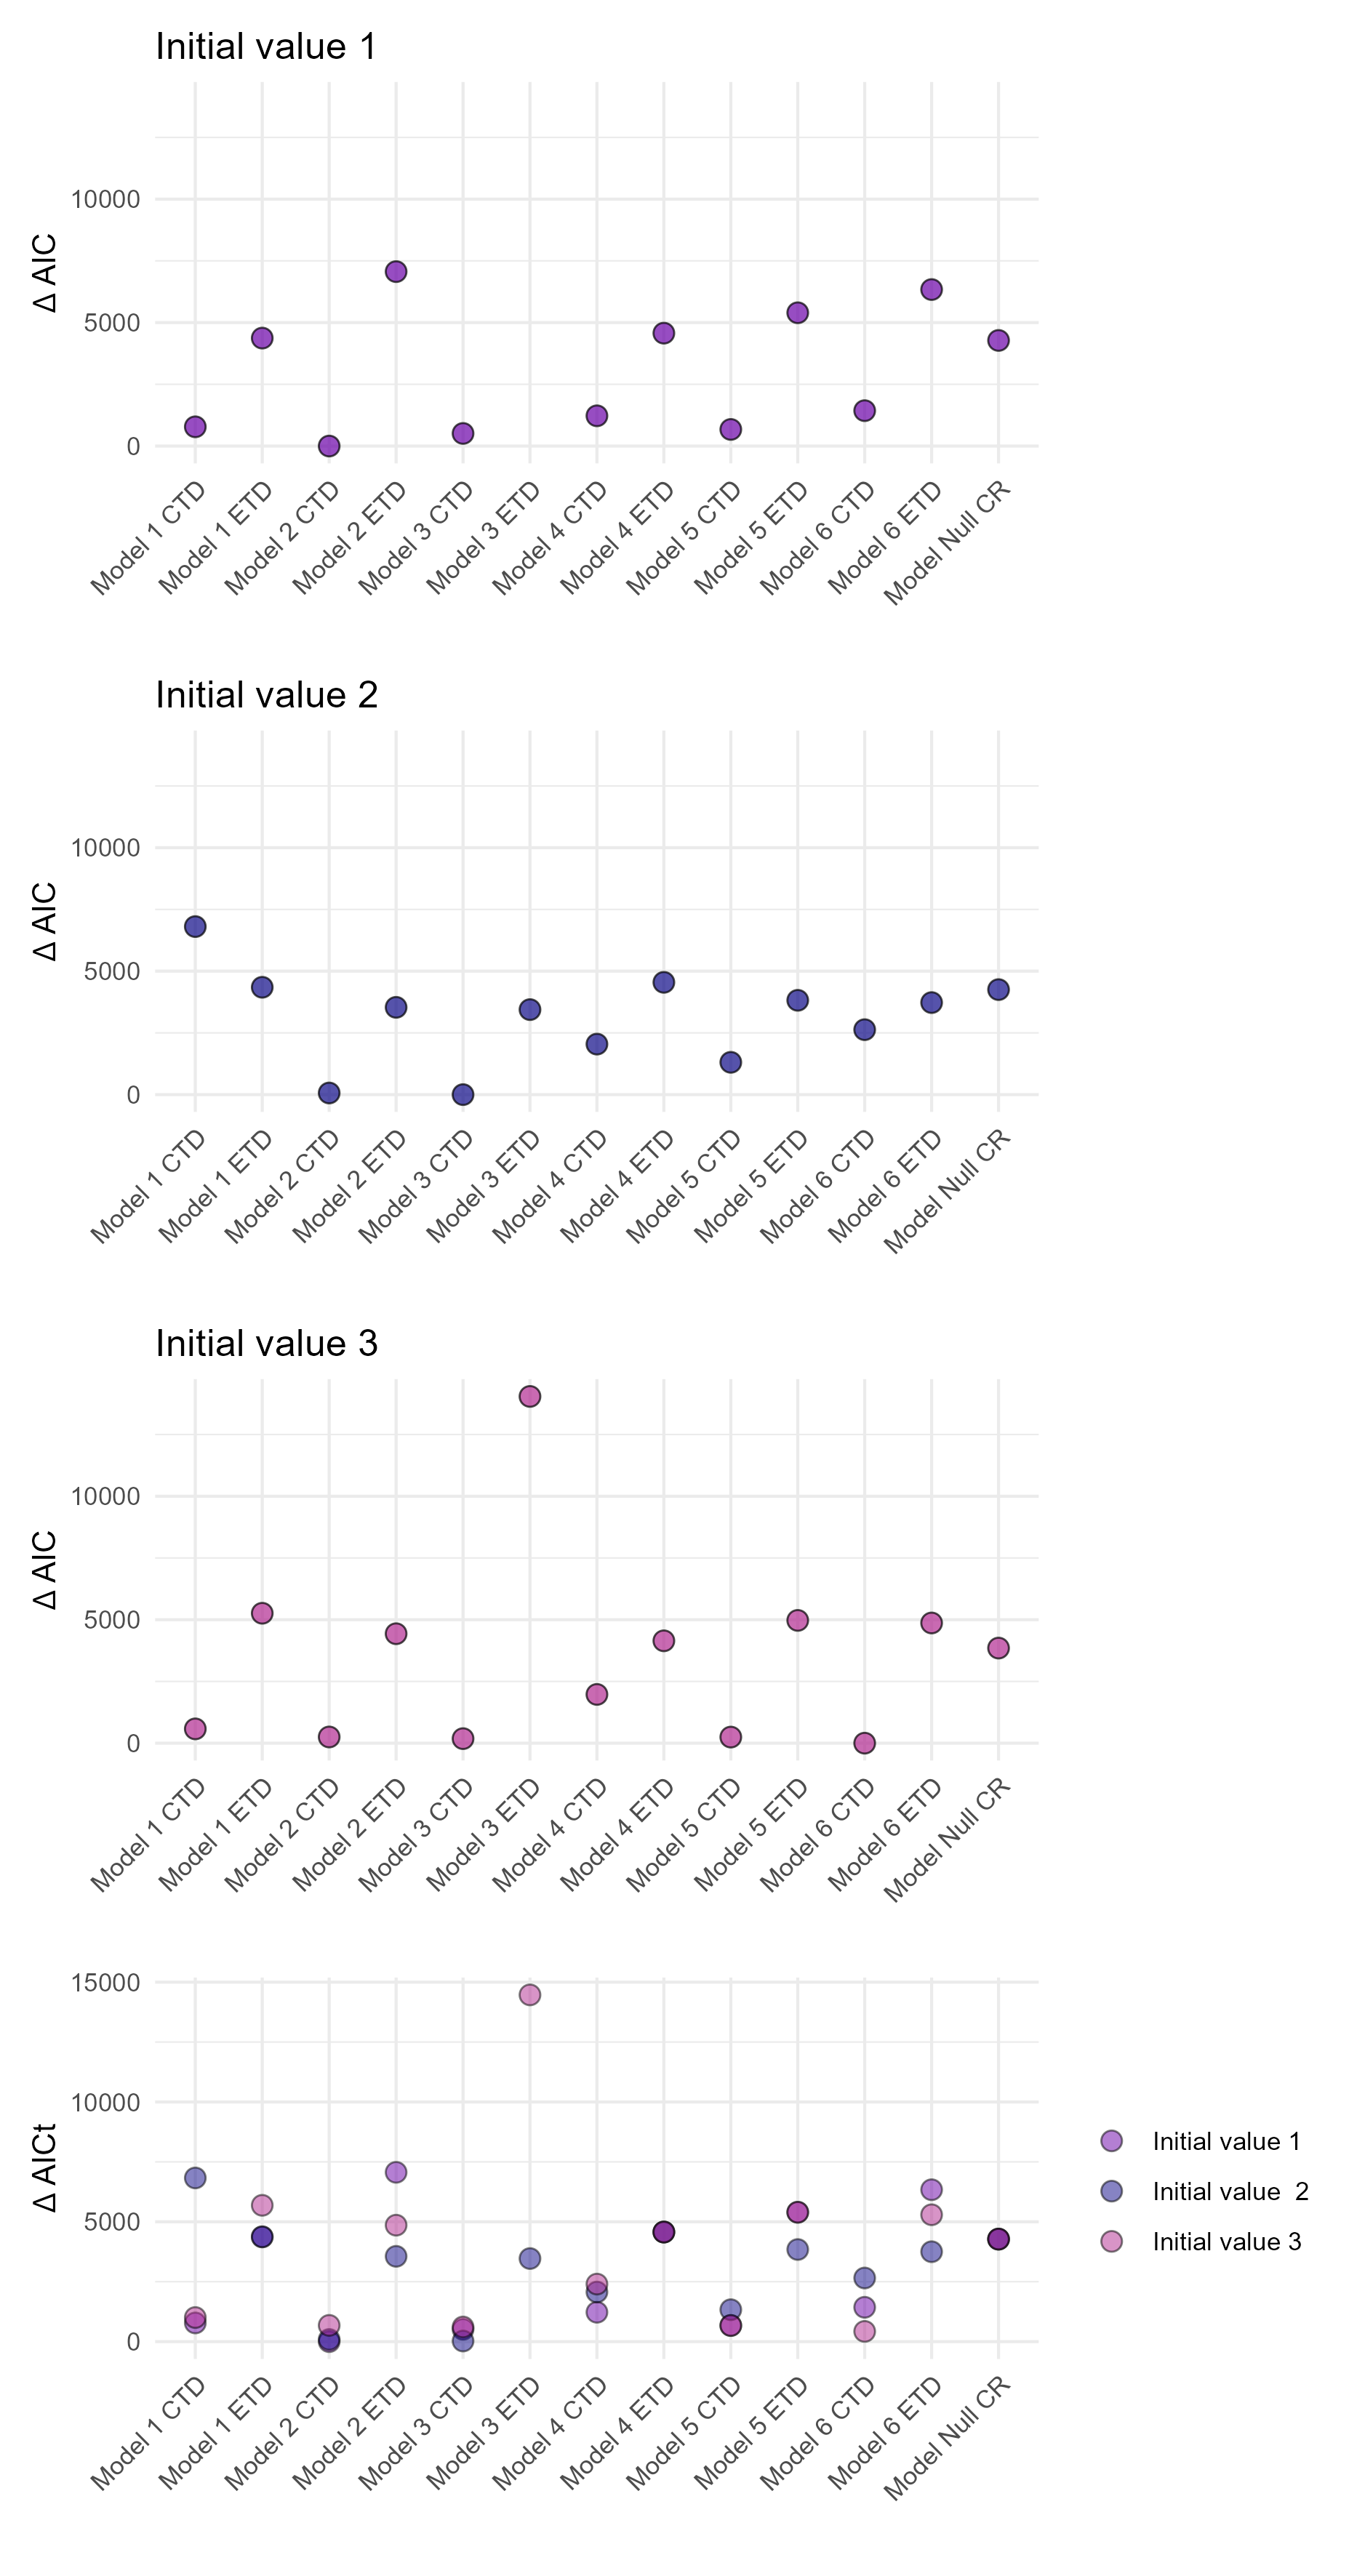 Initial value 1
Δ AIC
10000
5000
0
Model 1 CTD
Model 1 ETD
Model 2 CTD
Model 2 ETD
Model 3 CTD
Model 3 ETD
Model 4 CTD
Model 4 ETD
Model 5 CTD
Model 5 ETD
Model 6 CTD
Model 6 ETD
Model Null CR
Initial value 2
Δ AIC
10000
5000
0
Model 1 CTD
Model 1 ETD
Model 2 CTD
Model 2 ETD
Model 3 CTD
Model 3 ETD
Model 4 CTD
Model 4 ETD
Model 5 CTD
Model 5 ETD
Model 6 CTD
Model 6 ETD
Model Null CR
Initial value 3
Δ AIC
10000
5000
0
Model 1 CTD
Model 1 ETD
Model 2 CTD
Model 2 ETD
Model 3 CTD
Model 3 ETD
Model 4 CTD
Model 4 ETD
Model 5 CTD
Model 5 ETD
Model 6 CTD
Model 6 ETD
Model Null CR
Δ AICt
15000
10000
5000
0
Model 1 CTD
Model 1 ETD
Model 2 CTD
Model 2 ETD
Model 3 CTD
Model 3 ETD
Model 4 CTD
Model 4 ETD
Model 5 CTD
Model 5 ETD
Model 6 CTD
Model 6 ETD
Model Null CR
Initial value 1
Initial value  2
Initial value 3